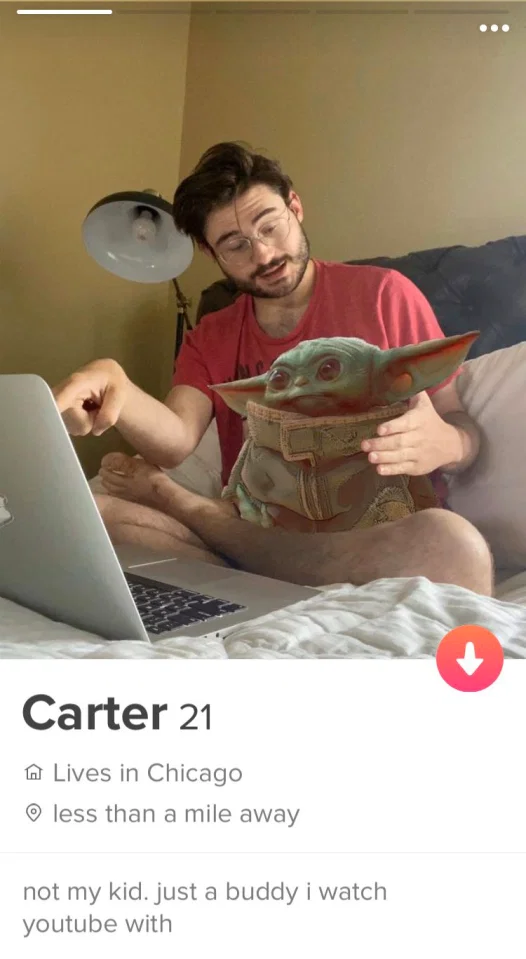 Carter 21
Lives in Chicago
less than a mile away
not my kid. just a buddy i watch
youtube with